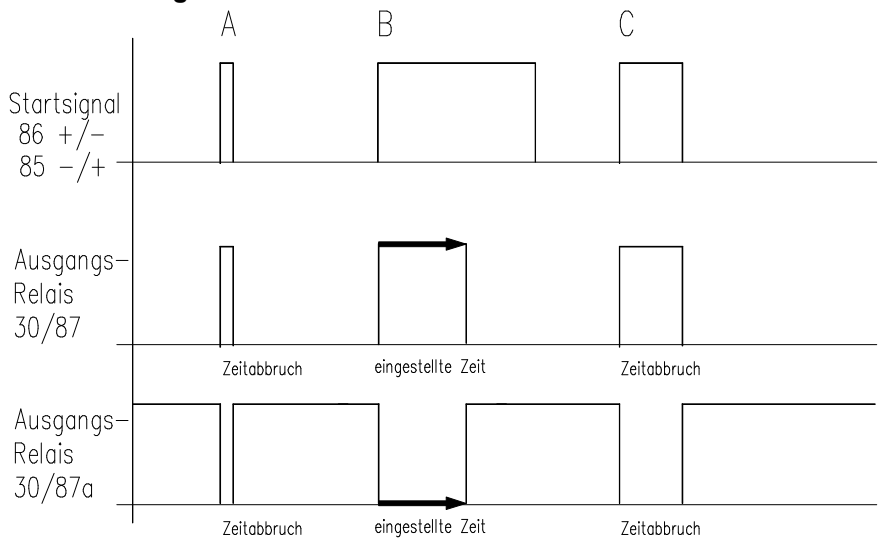 A B C
Startsignal
86 +/-
85 -/+
Ausgangs-
Relais
30/87
Zeitabbruch eingestellte Zeit Zeitabbruch
Ausgangs-
Relais
30/87a
Zeitabbruch eingestellte Zeit Zeitabbruch